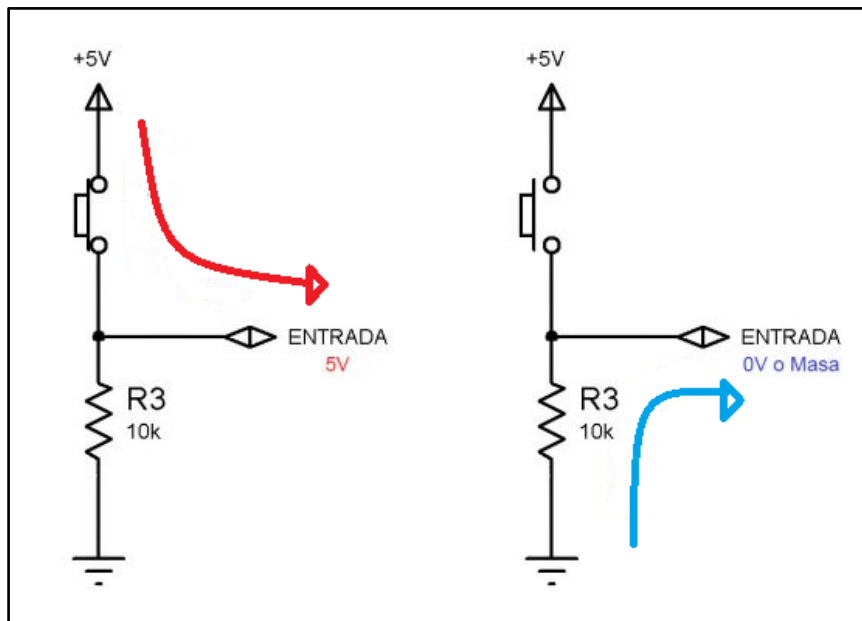 +5V
ENTRADA
5V
R3
10k
+5V
ENTRADA
0V o Masa
R3
10k